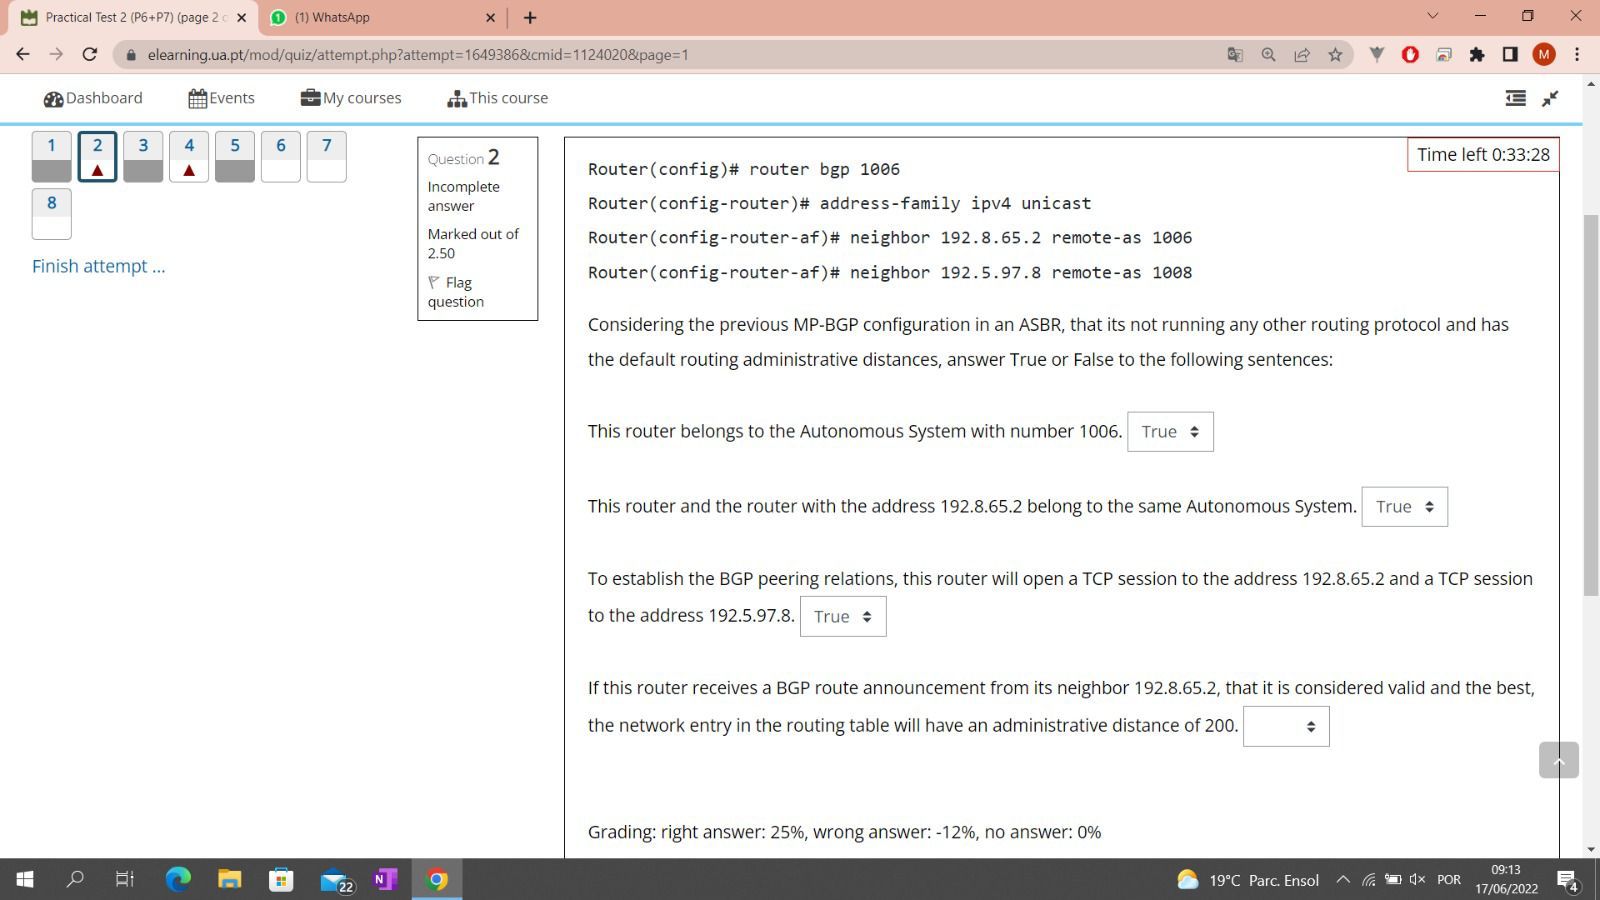 Practical Test 2 (P6+P7) (page 2 o
(1) WhatsApp
elearning.ua.pt/mod/quiz/attempt.php?attempt=1649386&cmid=1124020&page=1
M
Dashboard
Events
My courses
This course
1 2 3 4 5 6 7
8
Finish attempt ...
Question 2
Incomplete
answer
Marked out of
2.50
Flag
question
Time left 0:33:28
Router(config)# router bgp 1006
Router(config-router)# address-family ipv4 unicast
Router(config-router-af)# neighbor 192.8.65.2 remote-as 1006
Router(config-router-af)# neighbor 192.5.97.8 remote-as 1008
Considering the previous MP-BGP configuration in an ASBR, that its not running any other routing protocol and has
the default routing administrative distances, answer True or False to the following sentences:
This router belongs to the Autonomous System with number 1006. True
This router and the router with the address 192.8.65.2 belong to the same Autonomous System. True
To establish the BGP peering relations, this router will open a TCP session to the address 192.8.65.2 and a TCP session
to the address 192.5.97.8. True
If this router receives a BGP route announcement from its neighbor 192.8.65.2, that it is considered valid and the best,
the network entry in the routing table will have an administrative distance of 200.
Grading: right answer: 25%, wrong answer: -12%, no answer: 0%
22
19°C Parc. Ensol
POR
09:13
17/06/2022
4